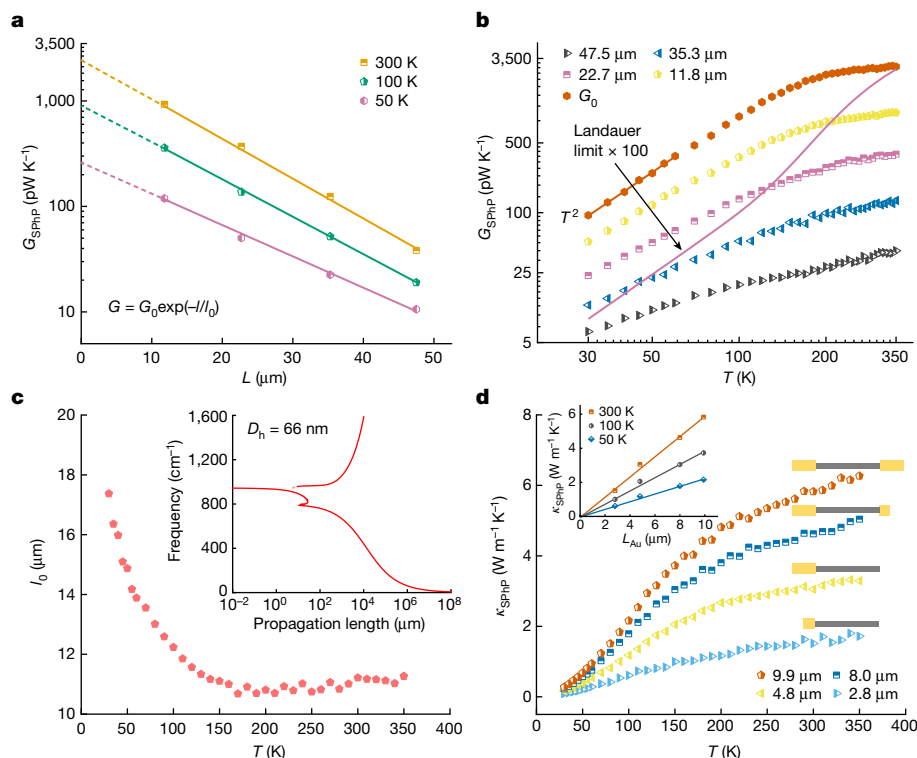 a
3,500
1,000
100
10
G_SPhP (pW K⁻¹)
300 K
100 K
50 K
G = G₀exp(–l/l₀)
0
10
20
30
40
50
L (μm)
b
3,500
500
100
25
5
G_SPhP (pW K⁻¹)
47.5 μm
35.3 μm
22.7 μm
11.8 μm
G₀
Landauer
limit × 100
T²
30
50
100
200
350
T (K)
c
20
18
16
14
12
10
l₀ (μm)
D_h = 66 nm
1,600
1,200
800
400
0
Frequency (cm⁻¹)
10⁻²
10⁰
10²
10⁴
10⁶
10⁸
Propagation length (μm)
0
50
100
150
200
250
300
350
400
T (K)
d
8
6
4
2
0
κ_SPhP (W m⁻¹ K⁻¹)
6
4
2
0
κ_SPhP (W m⁻¹ K⁻¹)
300 K
100 K
50 K
0
2
4
6
8
10
L_Au (μm)
9.9 μm
8.0 μm
4.8 μm
2.8 μm
0
50
100
150
200
250
300
350
400
T (K)